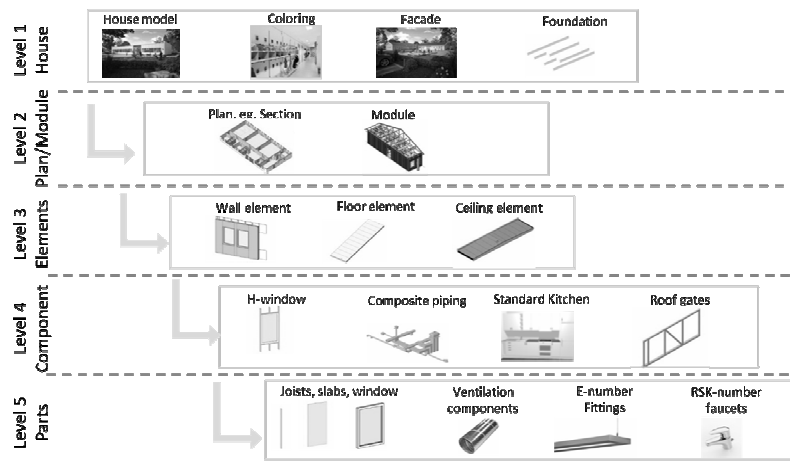 Level 1
House
House model
Coloring
Facade
Foundation
Level 2
Plan/Module
Plan. eg. Section
Module
Level 3
Elements
Wall element
Floor element
Ceiling element
Level 4
Component
H-window
Composite piping
Standard Kitchen
Roof gates
Level 5
Parts
Joists, slabs, window
Ventilation
components
E-number
Fittings
RSK-number
faucets